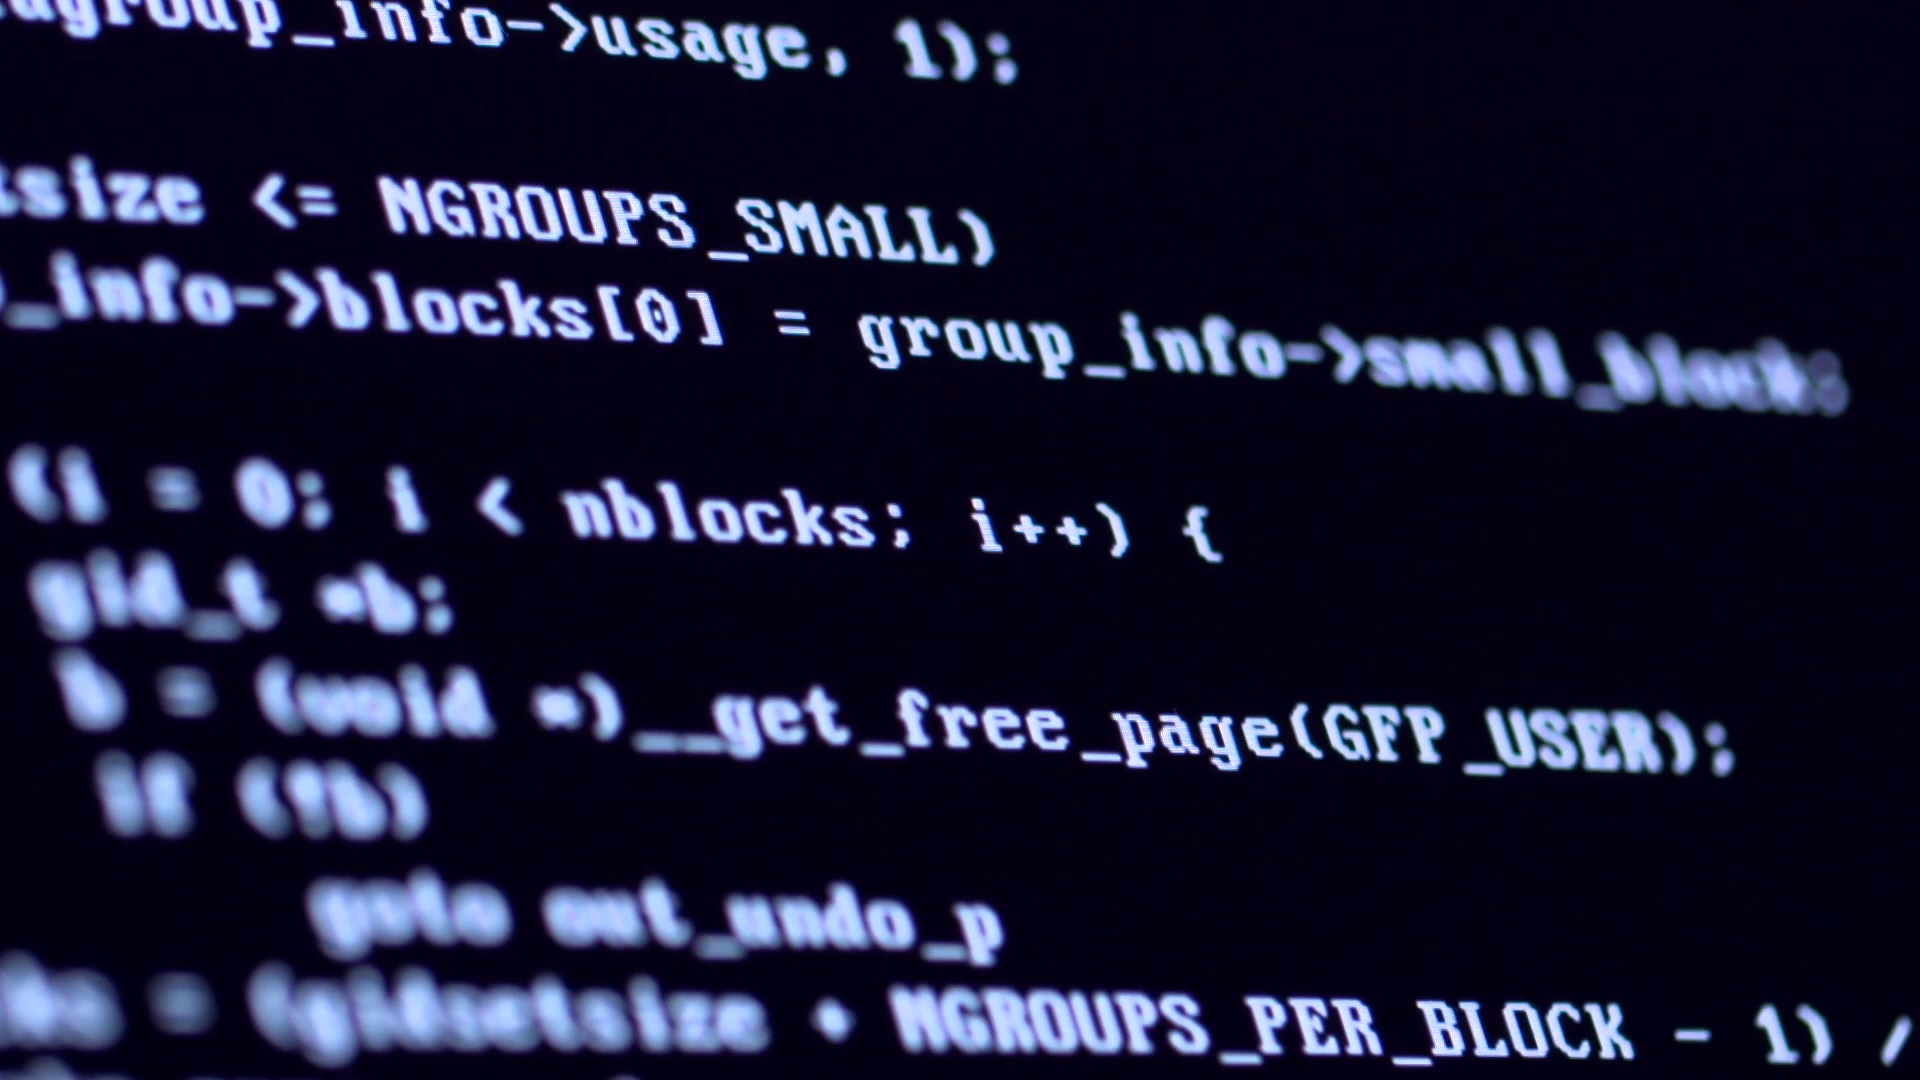 group_info->usage, 1);
size <= NGROUPS_SMALL)
_info->blocks[0] = group_info->small_block;
(i = 0; i < nblocks; i++) {
gid_t *b;
b = (void *)__get_free_page(GFP_USER);
if (!b)
goto out_undo_p
= (gidsetsize + NGROUPS_PER_BLOCK - 1) /